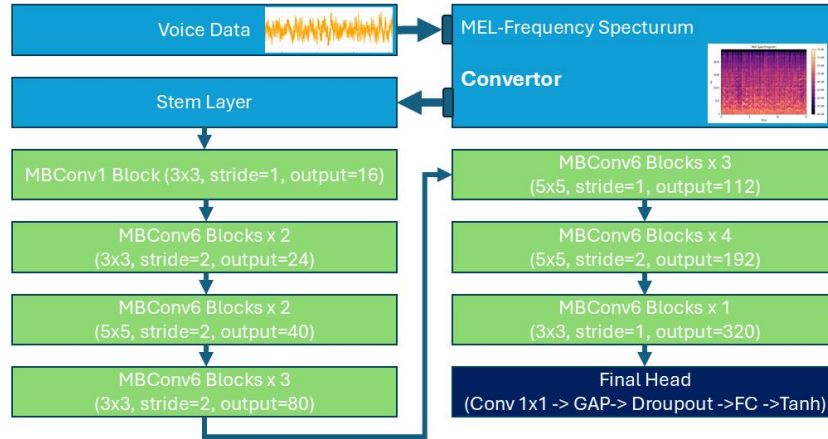 Voice Data
MEL-Frequency Specturum
Convertor
Stem Layer
MBConv1 Block (3x3, stride=1, output=16)
MBConv6 Blocks x 2
(3x3, stride=2, output=24)
MBConv6 Blocks x 2
(5x5, stride=2, output=40)
MBConv6 Blocks x 3
(3x3, stride=2, output=80)
MBConv6 Blocks x 3
(5x5, stride=1, output=112)
MBConv6 Blocks x 4
(5x5, stride=2, output=192)
MBConv6 Blocks x 1
(3x3, stride=1, output=320)
Final Head
(Conv 1x1 -> GAP-> Droupout ->FC ->Tanh)